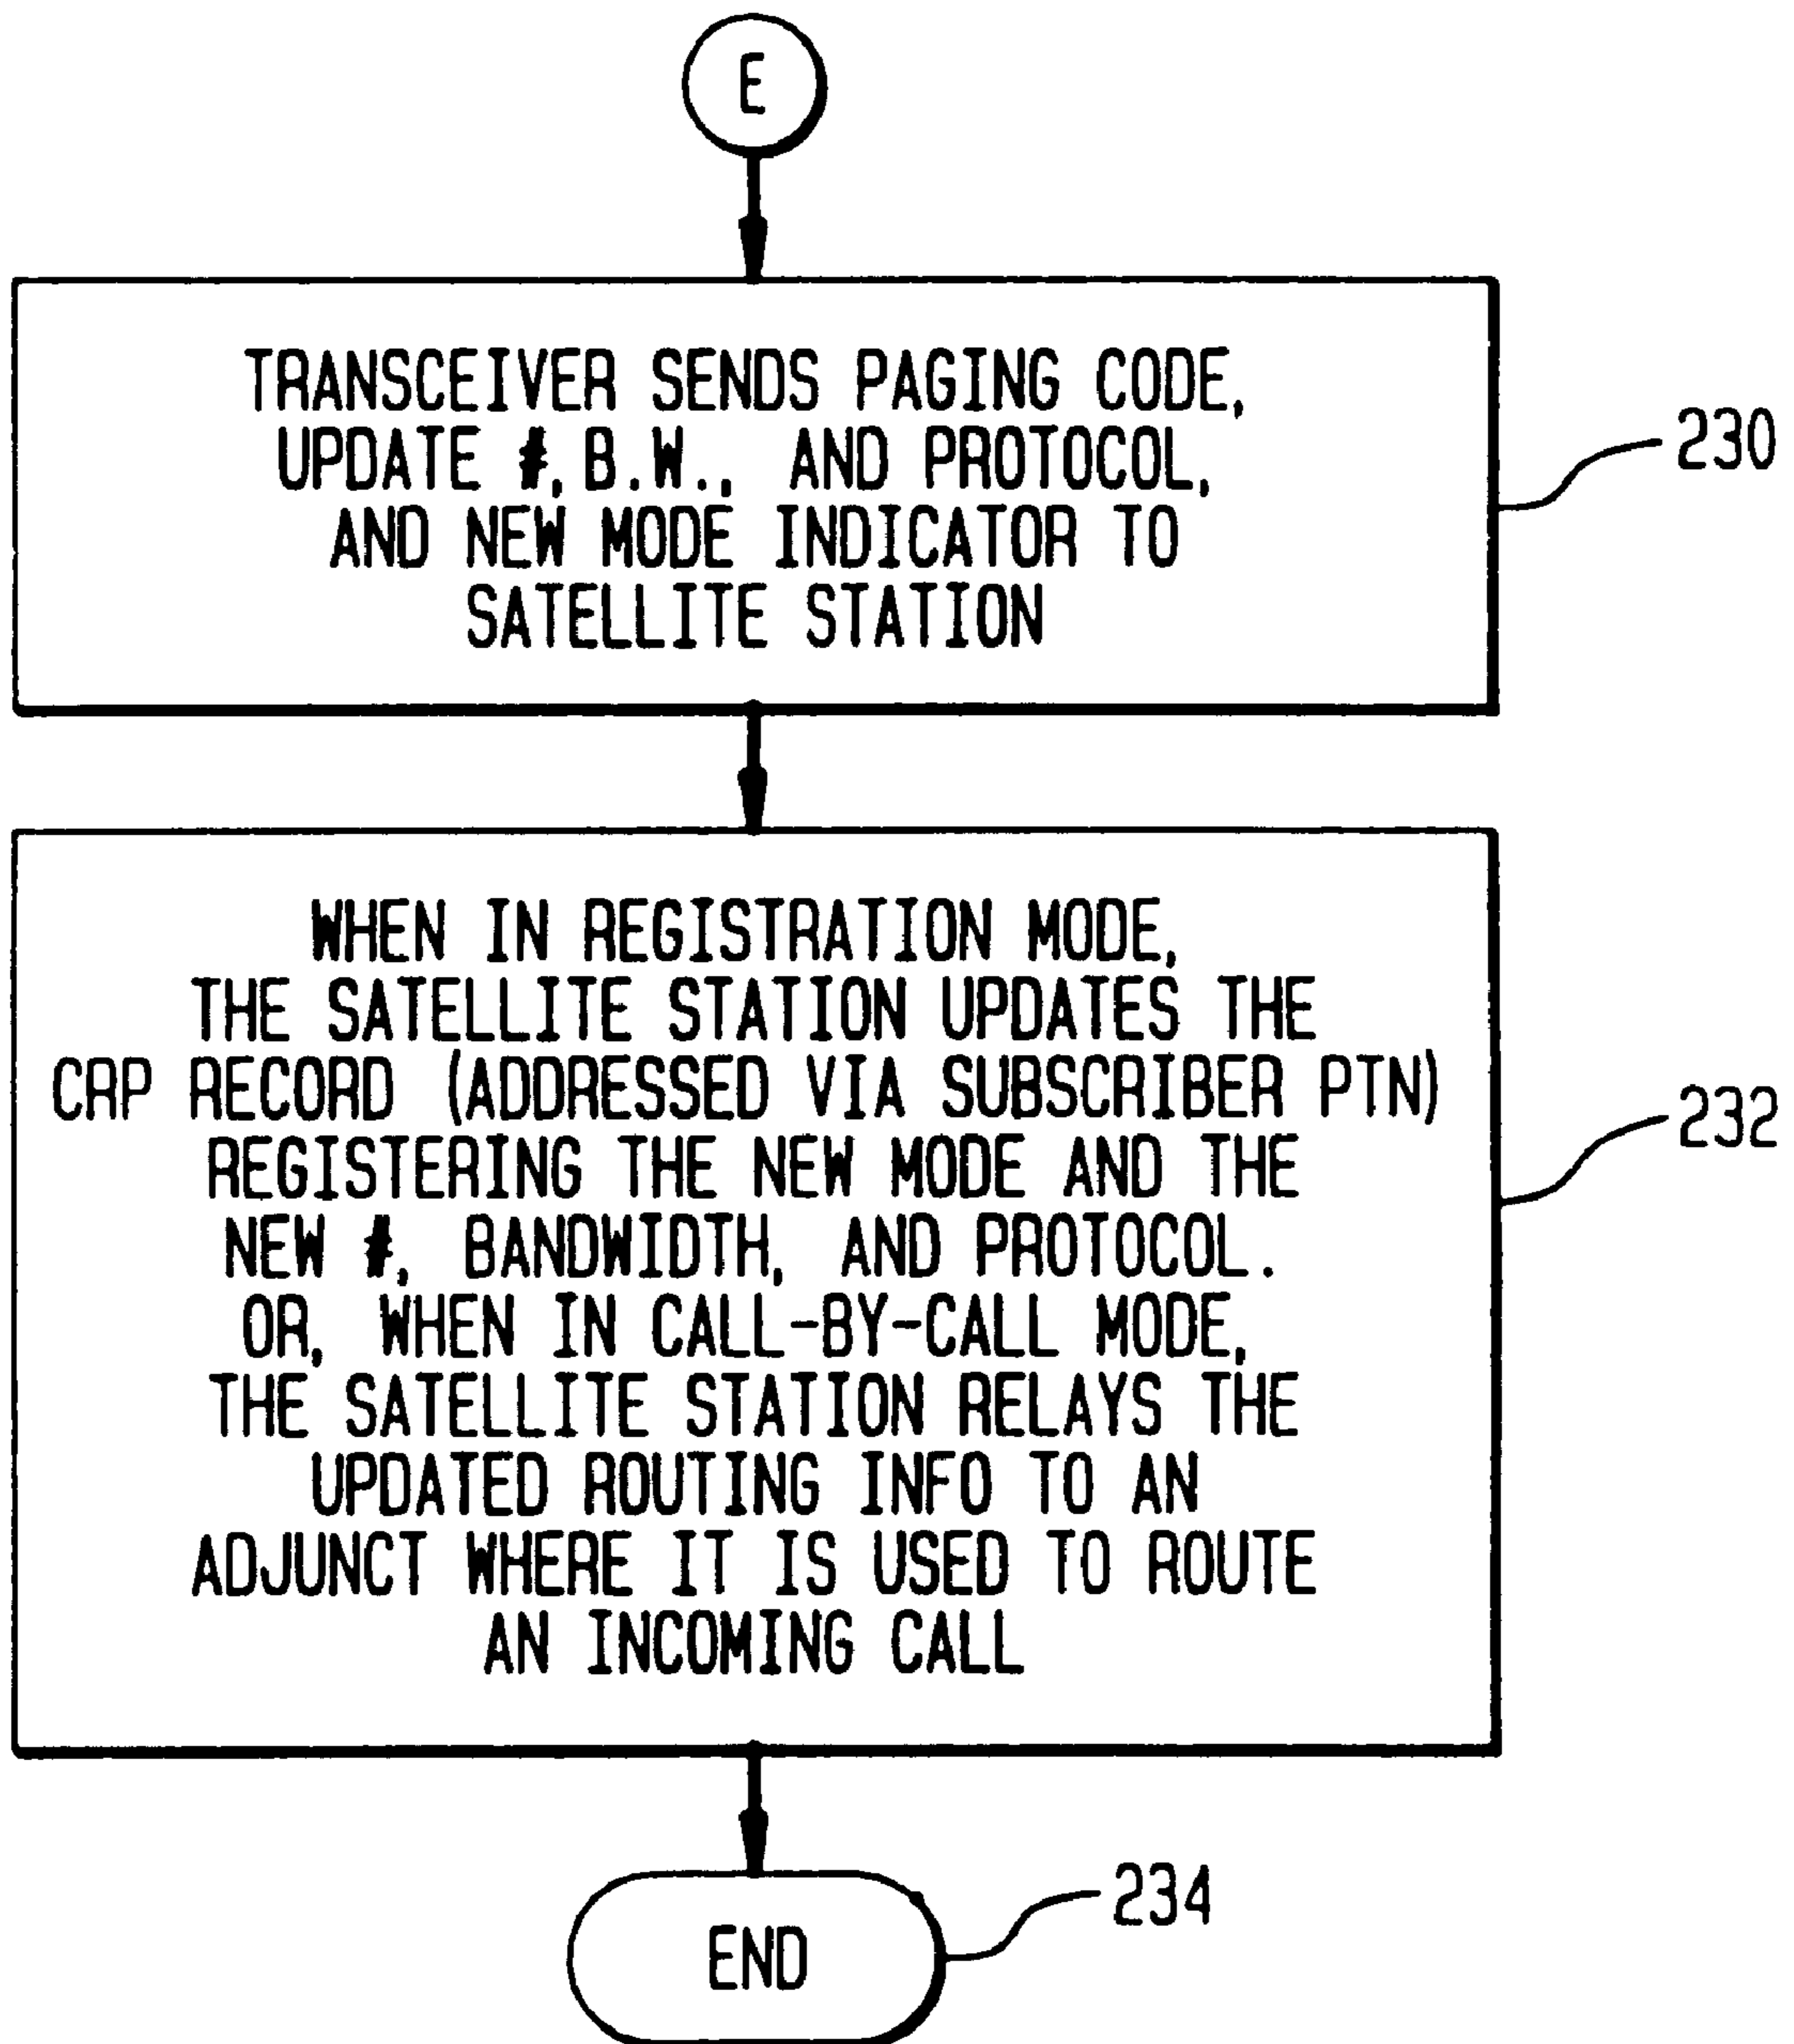 E
TRANSCEIVER SENDS PAGING CODE,
UPDATE #, B.W., AND PROTOCOL,
AND NEW MODE INDICATOR TO
SATELLITE STATION
230
WHEN IN REGISTRATION MODE,
THE SATELLITE STATION UPDATES THE
CRP RECORD (ADDRESSED VIA SUBSCRIBER PTN)
REGISTERING THE NEW MODE AND THE
NEW #, BANDWIDTH, AND PROTOCOL.
OR, WHEN IN CALL-BY-CALL MODE,
THE SATELLITE STATION RELAYS THE
UPDATED ROUTING INFO TO AN
ADJUNCT WHERE IT IS USED TO ROUTE
AN INCOMING CALL
232
END
234